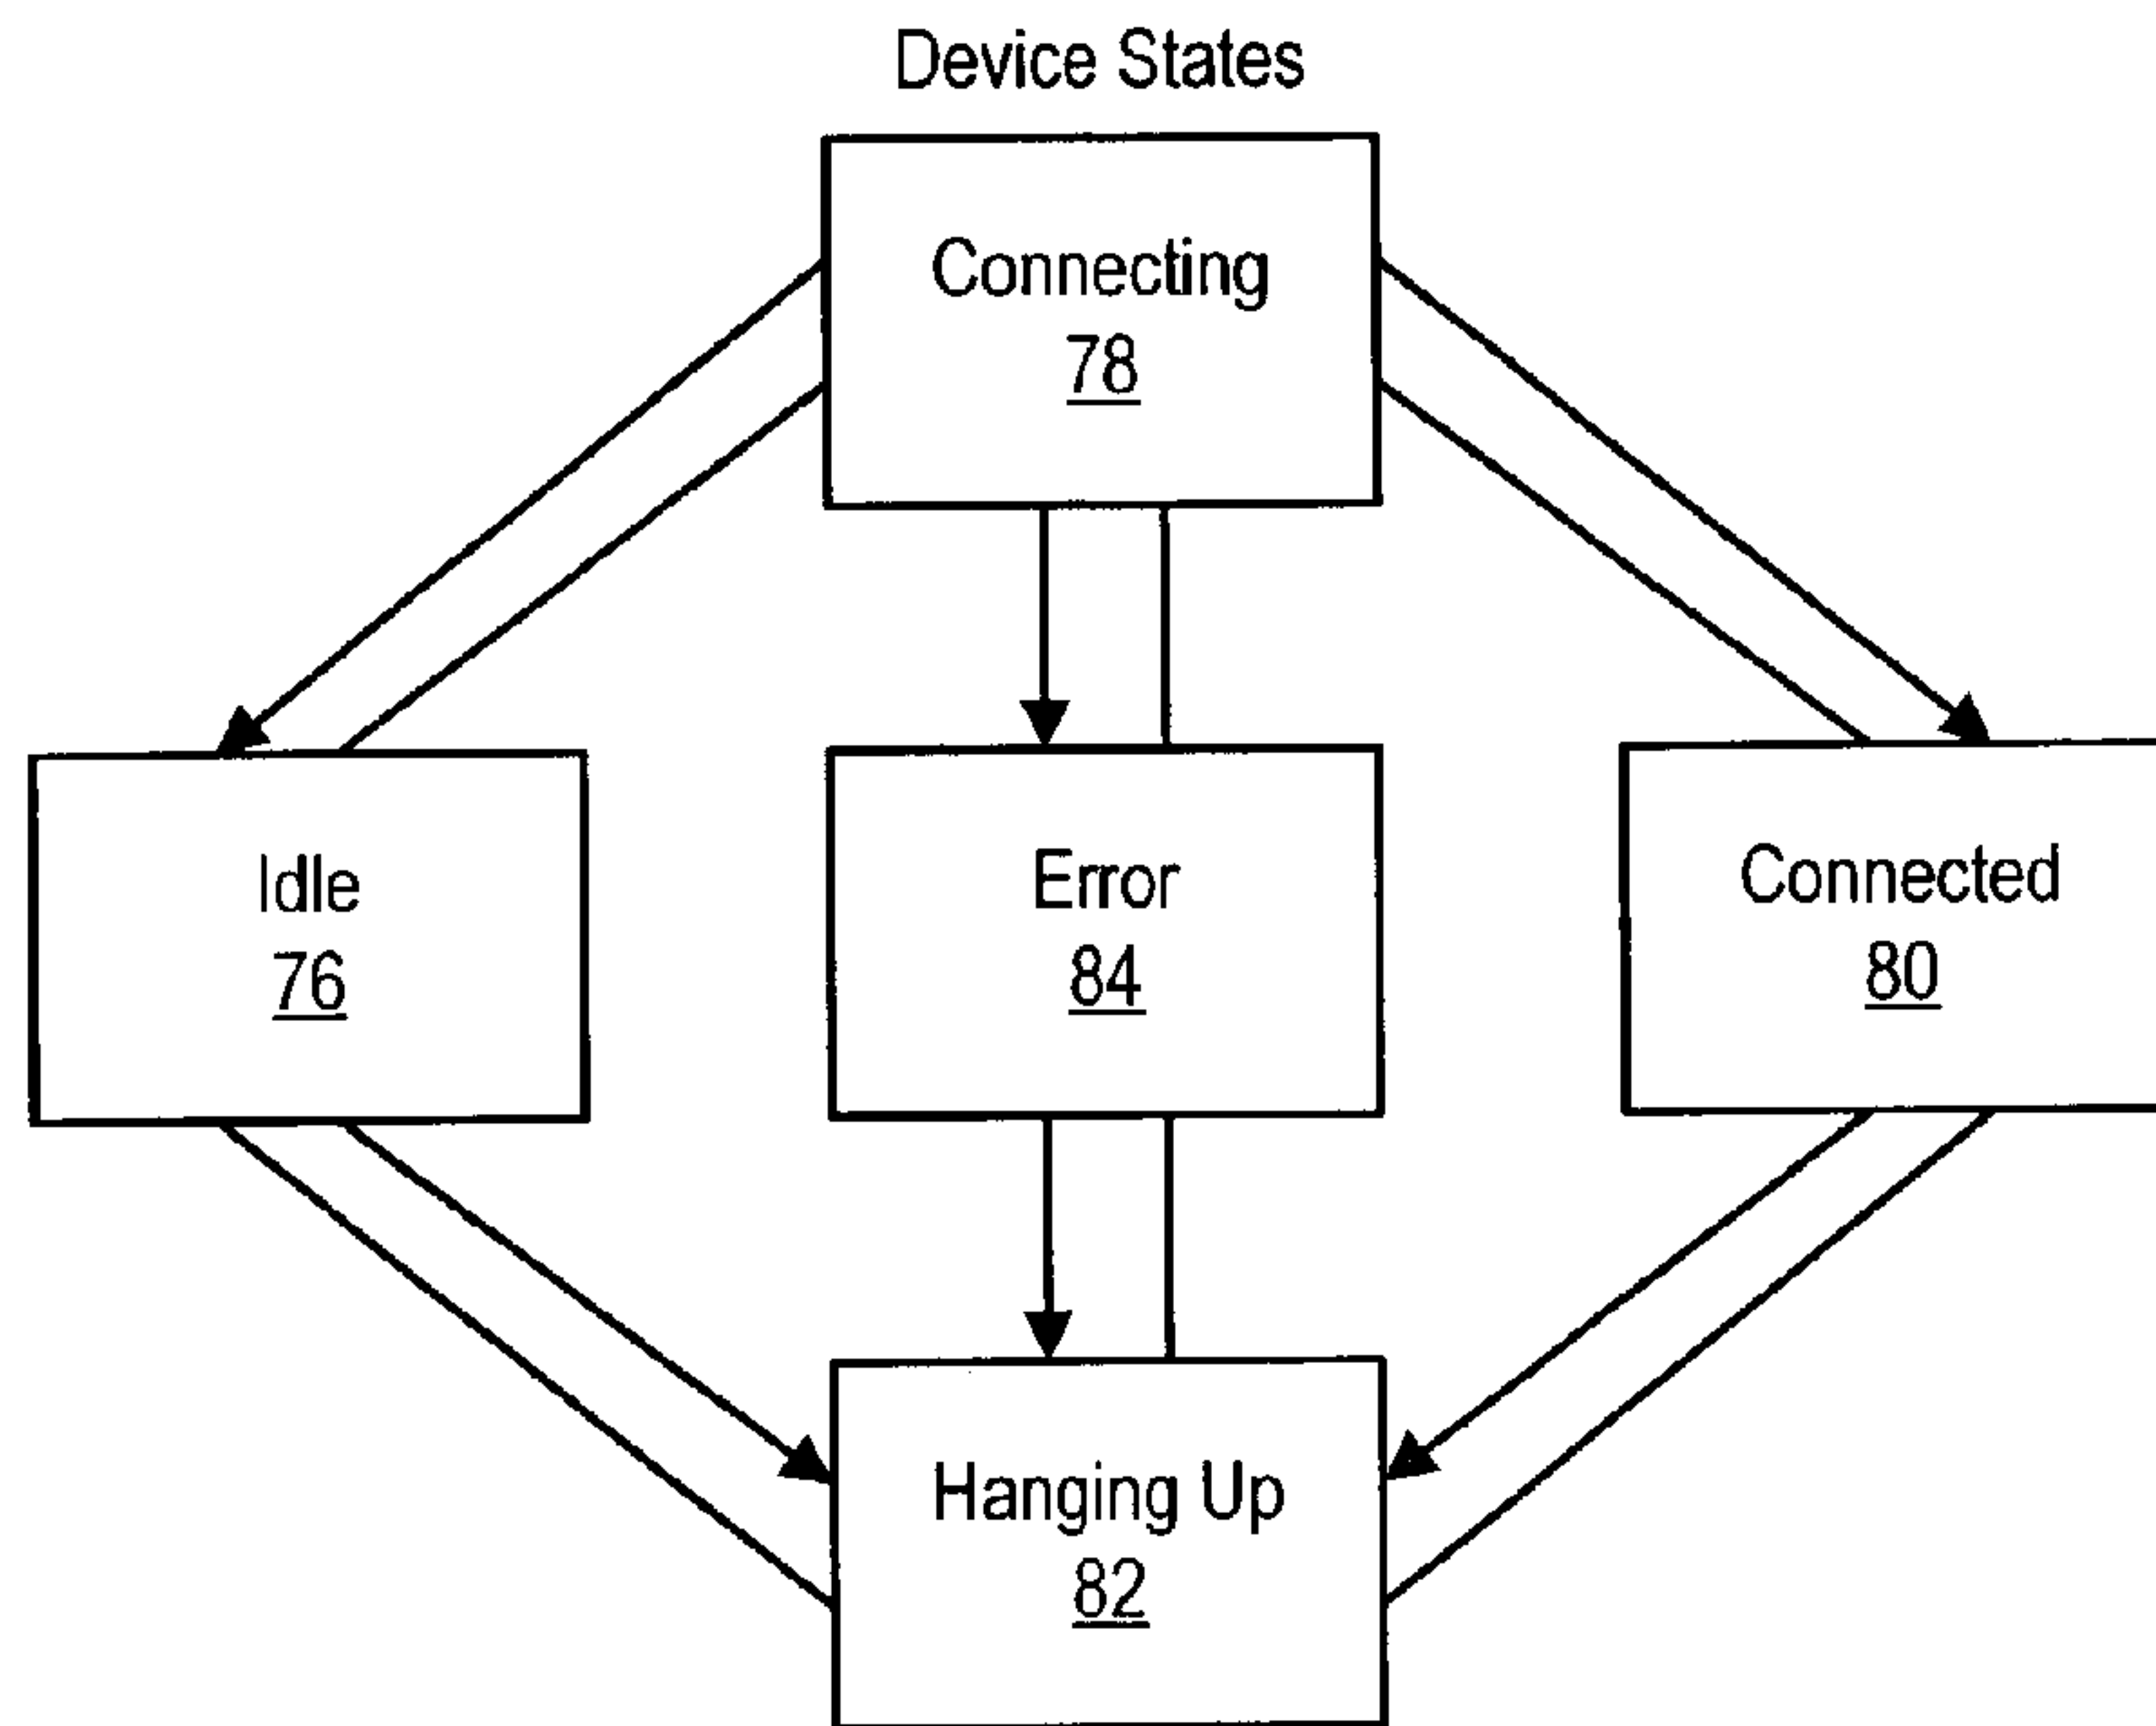 Device States
Connecting
78
Idle
76
Error
84
Connected
80
Hanging Up
82